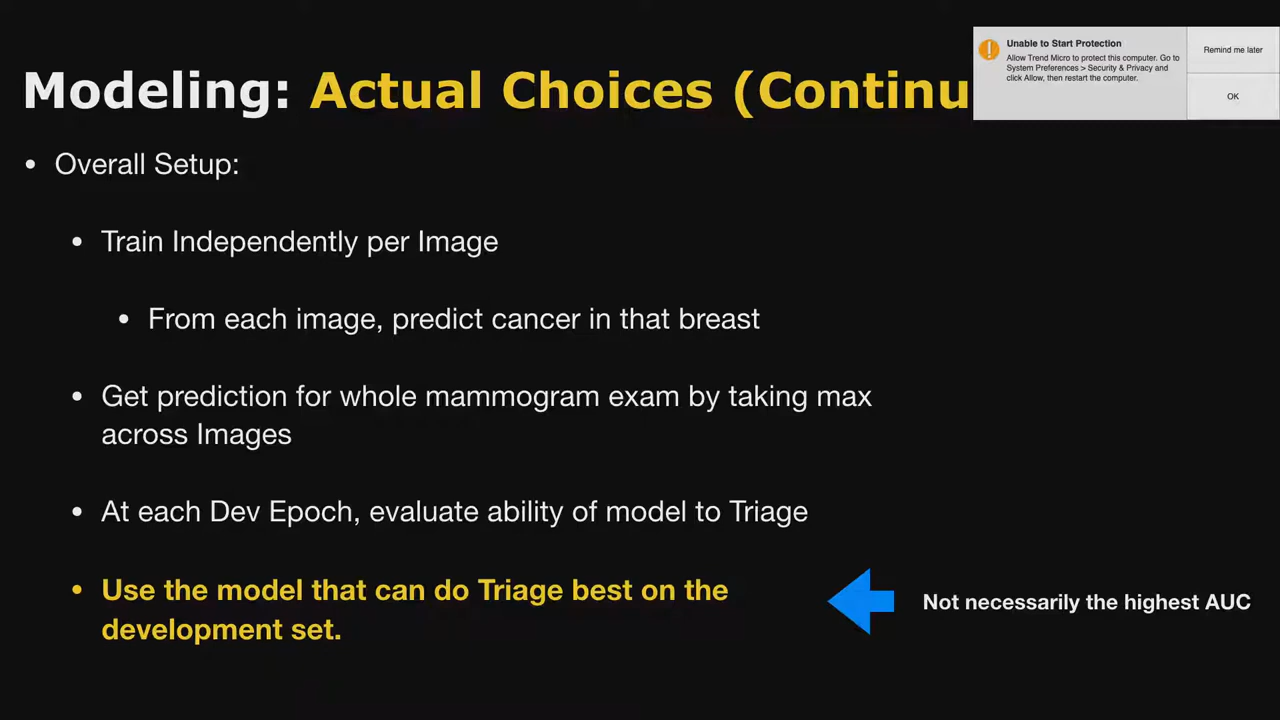 Modeling: Actual Choices (Continu
Unable to Start Protection
Allow Trend Micro to protect this computer. Go to
System Preferences > Security & Privacy and
click Allow, then restart the computer.
Remind me later
OK
• Overall Setup:
• Train Independently per Image
• From each image, predict cancer in that breast
• Get prediction for whole mammogram exam by taking max
across Images
• At each Dev Epoch, evaluate ability of model to Triage
• Use the model that can do Triage best on the
development set.
Not necessarily the highest AUC